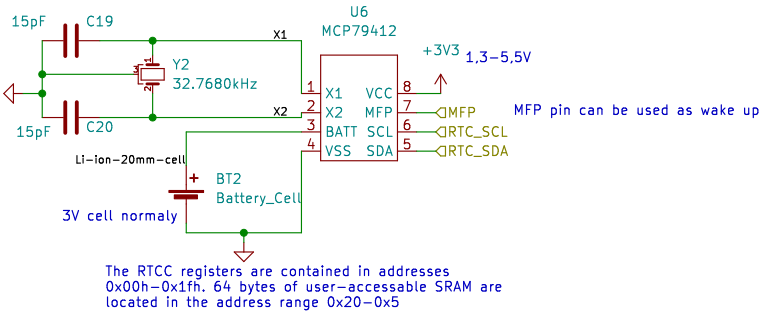 U6
MCP79412
15pF
C19
X1
+3V3
1,3-5,5V
Y2
32.7680kHz
1
2
3
1
X1
VCC
8
2
X2
MFP
7
MFP
MFP pin can be used as wake up
X2
3
BATT
SCL
6
RTC_SCL
15pF
C20
4
VSS
SDA
5
RTC_SDA
Li-ion-20mm-cell
+
BT2
Battery_Cell
3V cell normaly
The RTCC registers are contained in addresses
0x00h-0x1fh. 64 bytes of user-accessable SRAM are
located in the address range 0x20-0x5